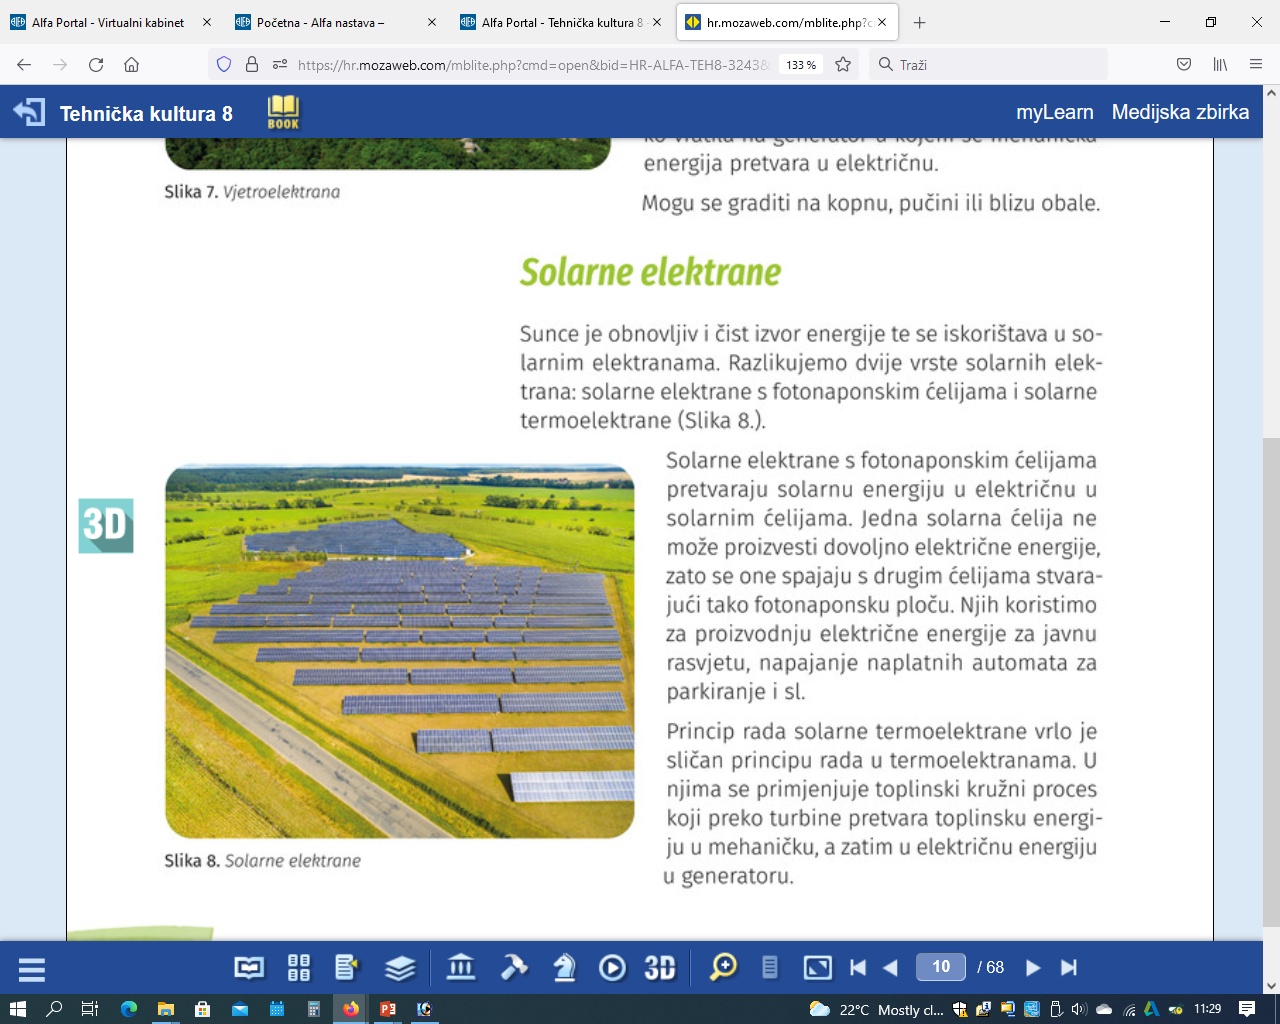 Alfa Portal - Virtualni kabinet
Početna - Alfa nastava –
Alfa Portal - Tehnička kultura 8
hr.mozaweb.com/mblite.php?c
https://hr.mozaweb.com/mblite.php?cmd=open&bid=HR-ALFA-TEH8-3243&
133 %
Traži
Tehnička kultura 8
BOOK
myLearn
Medijska zbirka
ko vratila na generator u kojem se mehanička
energija pretvara u električnu.
Slika 7. Vjetroelektrana
Mogu se graditi na kopnu, pučini ili blizu obale.
Solarne elektrane
Sunce je obnovljiv i čist izvor energije te se iskorištava u so-
larnim elektranama. Razlikujemo dvije vrste solarnih elek-
trana: solarne elektrane s fotonaponskim ćelijama i solarne
termoelektrane (Slika 8.).
3D
Solarne elektrane s fotonaponskim ćelijama
pretvaraju solarnu energiju u električnu u
solarnim ćelijama. Jedna solarna ćelija ne
može proizvesti dovoljno električne energije,
zato se one spajaju s drugim ćelijama stvara-
jući tako fotonaponsku ploču. Njih koristimo
za proizvodnju električne energije za javnu
rasvjetu, napajanje naplatnih automata za
parkiranje i sl.
Princip rada solarne termoelektrane vrlo je
sličan principu rada u termoelektranama. U
njima se primjenjuje toplinski kružni proces
koji preko turbine pretvara toplinsku energi-
ju u mehaničku, a zatim u električnu energiju
u generatoru.
Slika 8. Solarne elektrane
3D
10
/ 68
22°C Mostly cl...
11:29